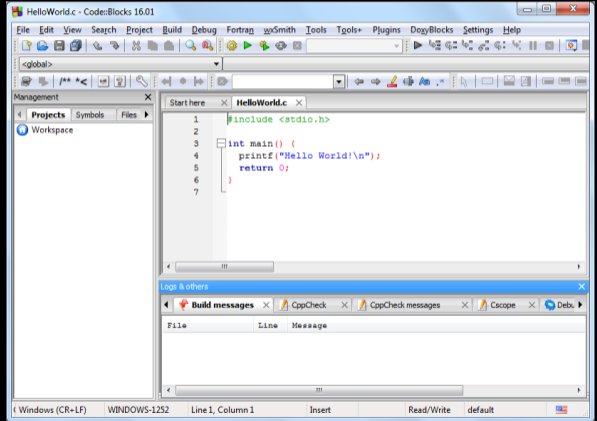 HelloWorld.c - Code::Blocks 16.01
File Edit View Search Project Build Debug Fortran wxSmith Tools Tools+ Plugins DoxyBlocks Settings Help
<global>
/** *<
Management
Start here HelloWorld.c
Projects Symbols Files
Workspace
1 #include <stdio.h>
2
3 int main() {
4 printf("Hello World!\n");
5 return 0;
6 }
7
Logs & others
Build messages CppCheck CppCheck messages Cscope
File Line Message
Windows (CR+LF) WINDOWS-1252 Line 1, Column 1 Insert Read/Write default